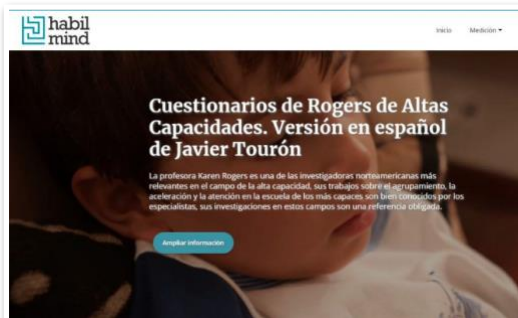 habil
mind
Inicio
Medición
Cuestionarios de Rogers de Altas
Capacidades. Versión en español
de Javier Tourón
La profesora Karen Rogers es una de las investigadoras norteamericanas más
relevantes en el campo de la alta capacidad, sus trabajos sobre el agrupamiento, la
aceleración y la atención en la escuela de los más capaces son bien conocidos por los
especialistas, sus investigaciones en estos campos son una referencia obligada.
Ampliar información